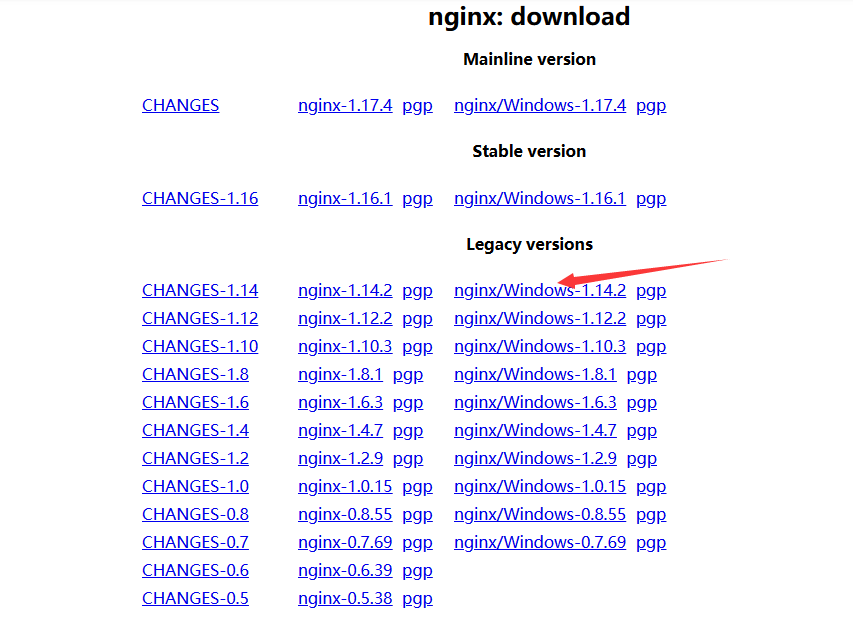 nginx: download
Mainline version
CHANGES nginx-1.17.4 pgp nginx/Windows-1.17.4 pgp
Stable version
CHANGES-1.16 nginx-1.16.1 pgp nginx/Windows-1.16.1 pgp
Legacy versions
CHANGES-1.14 nginx-1.14.2 pgp nginx/Windows-1.14.2 pgp
CHANGES-1.12 nginx-1.12.2 pgp nginx/Windows-1.12.2 pgp
CHANGES-1.10 nginx-1.10.3 pgp nginx/Windows-1.10.3 pgp
CHANGES-1.8 nginx-1.8.1 pgp nginx/Windows-1.8.1 pgp
CHANGES-1.6 nginx-1.6.3 pgp nginx/Windows-1.6.3 pgp
CHANGES-1.4 nginx-1.4.7 pgp nginx/Windows-1.4.7 pgp
CHANGES-1.2 nginx-1.2.9 pgp nginx/Windows-1.2.9 pgp
CHANGES-1.0 nginx-1.0.15 pgp nginx/Windows-1.0.15 pgp
CHANGES-0.8 nginx-0.8.55 pgp nginx/Windows-0.8.55 pgp
CHANGES-0.7 nginx-0.7.69 pgp nginx/Windows-0.7.69 pgp
CHANGES-0.6 nginx-0.6.39 pgp
CHANGES-0.5 nginx-0.5.38 pgp